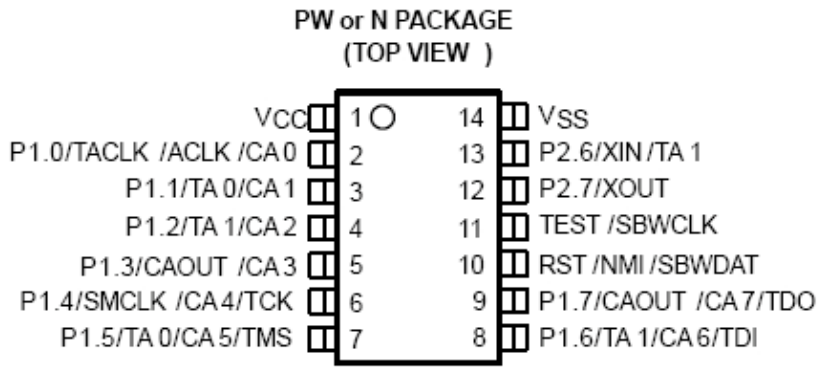 PW or N PACKAGE
(TOP VIEW )
VCC 1 14 VSS
P1.0/TACLK /ACLK /CA0 2 13 P2.6/XIN/TA1
P1.1/TA0/CA1 3 12 P2.7/XOUT
P1.2/TA1/CA2 4 11 TEST /SBWCLK
P1.3/CAOUT /CA3 5 10 RST/NMI/SBWDAT
P1.4/SMCLK /CA4/TCK 6 9 P1.7/CAOUT /CA7/TDO
P1.5/TA0/CA5/TMS 7 8 P1.6/TA1/CA6/TDI